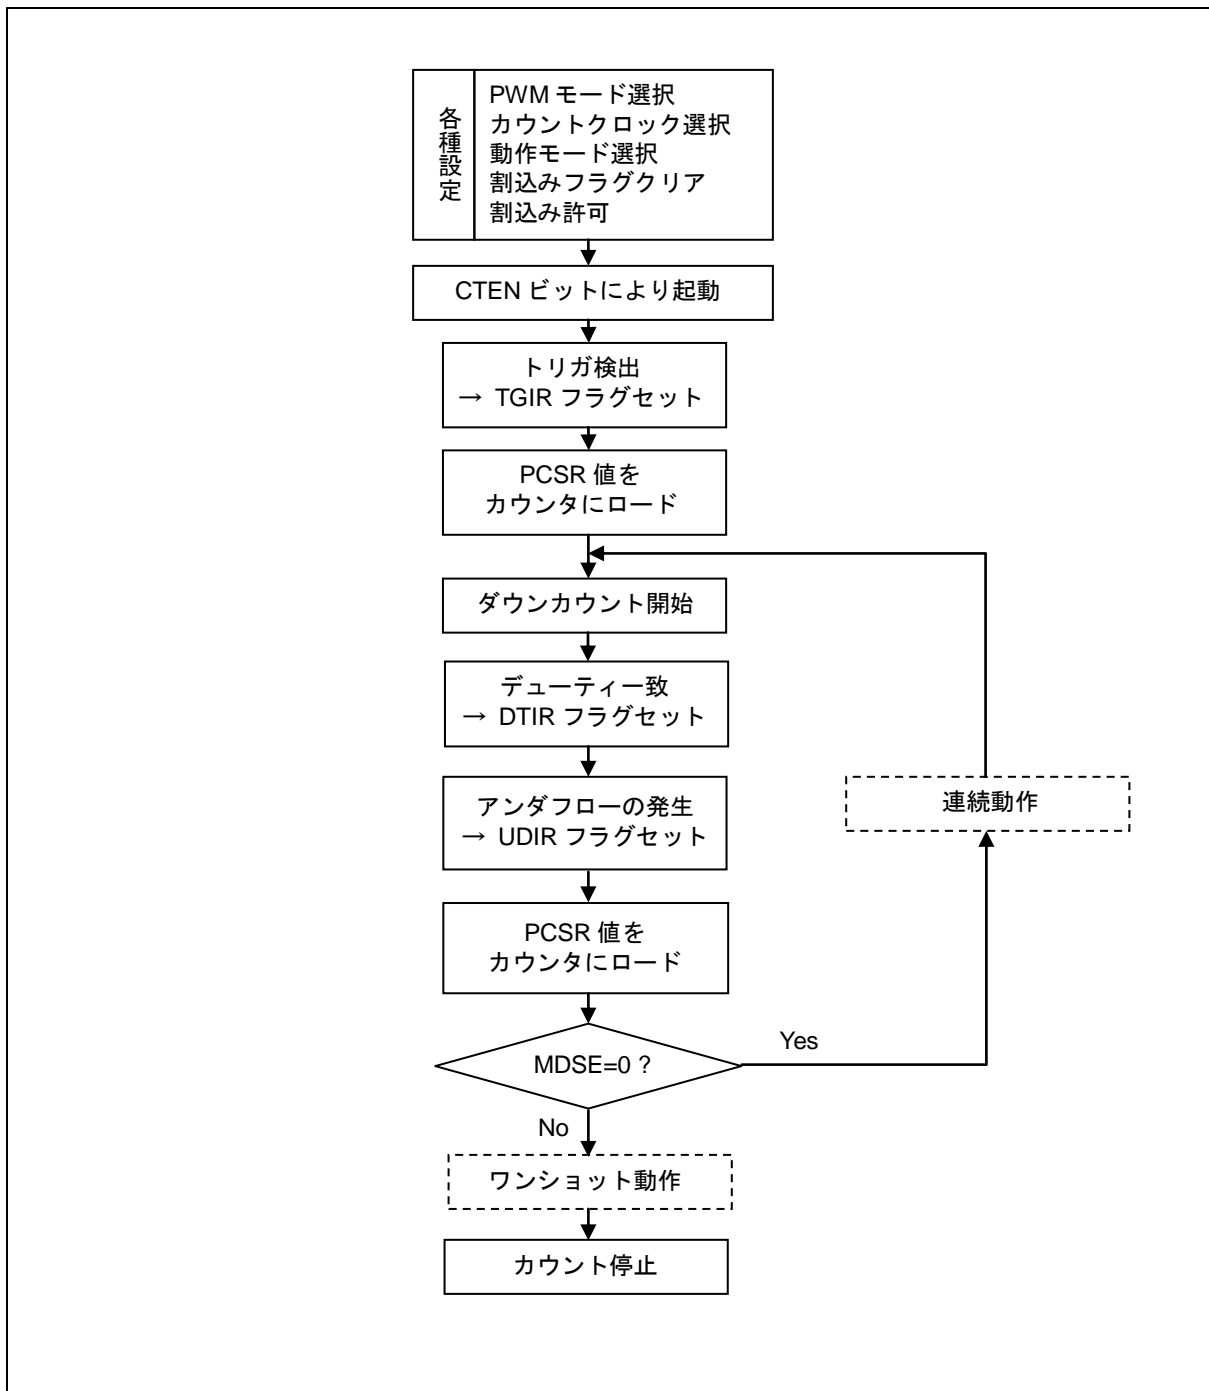 各種設定
PWM モード選択
カウントクロック選択
動作モード選択
割込みフラグクリア
割込み許可
CTEN ビットにより起動
トリガ検出
→ TGIR フラグセット
PCSR 値を
カウンタにロード
ダウンカウント開始
デューティ一致
→ DTIR フラグセット
アンダフローの発生
→ UDIR フラグセット
連続動作
PCSR 値を
カウンタにロード
MDSE=0 ?
Yes
No
ワンショット動作
カウント停止